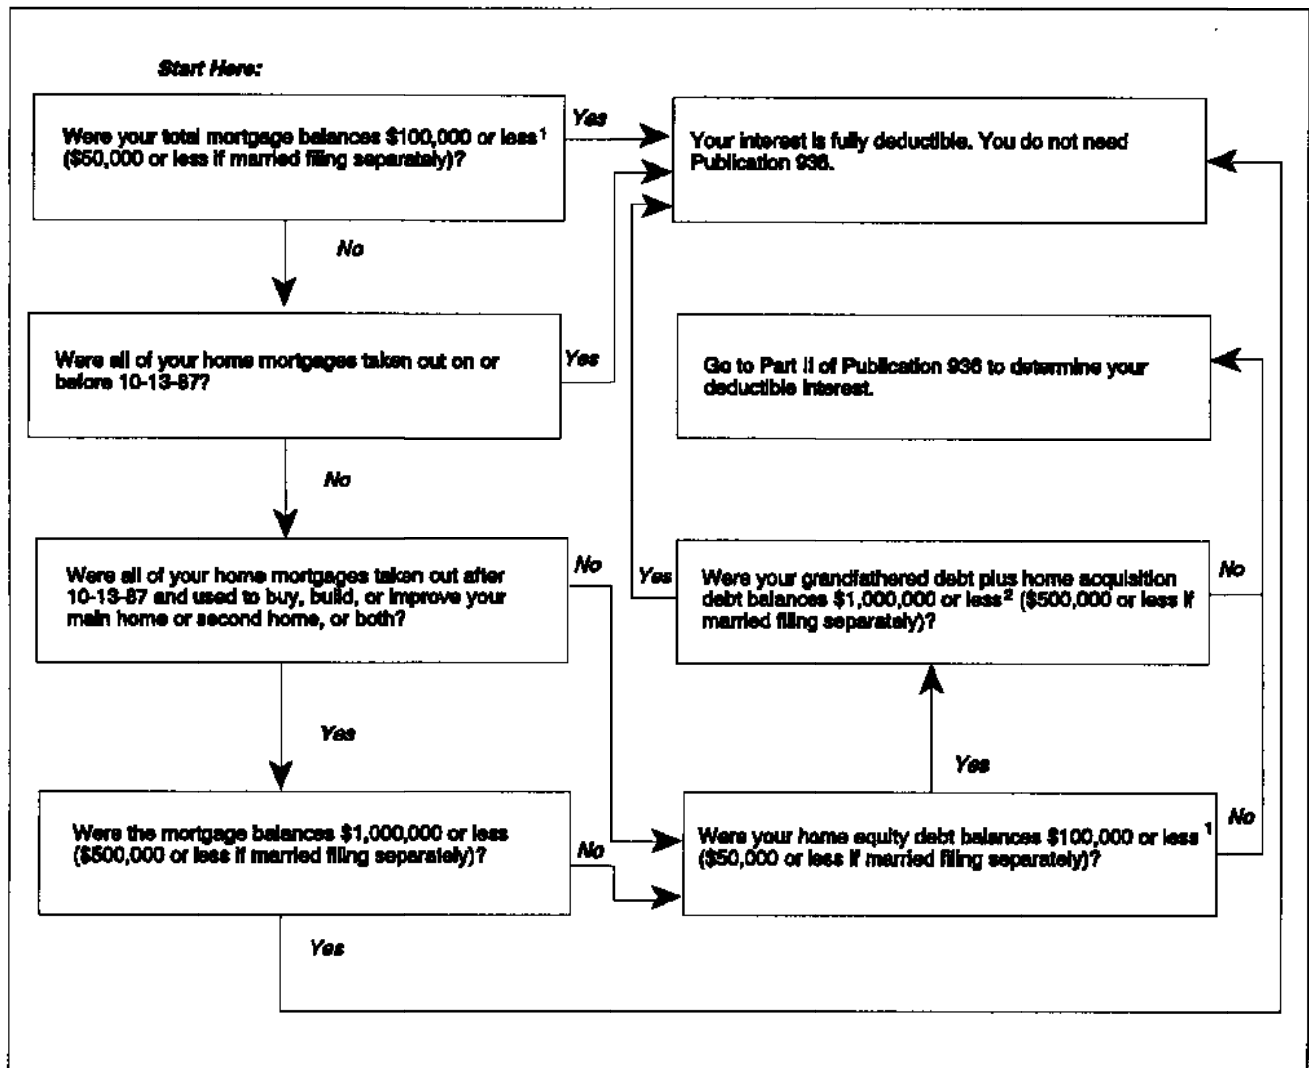 Start Here:
Were your total mortgage balances $100,000 or less1
($50,000 or less if married filing separately)?
Yes
Your interest is fully deductible. You do not need
Publication 936.
No
Were all of your home mortgages taken out on or
before 10-13-87?
Yes
Go to Part II of Publication 936 to determine your
deductible interest.
No
Were all of your home mortgages taken out after
10-13-87 and used to buy, build, or improve your
main home or second home, or both?
No
Yes
Were your grandfathered debt plus home acquisition
debt balances $1,000,000 or less2 ($500,000 or less if
married filing separately)?
No
Yes
Yes
Were the mortgage balances $1,000,000 or less
($500,000 or less if married filing separately)?
No
Were your home equity debt balances $100,000 or less1
($50,000 or less if married filing separately)?
No
Yes